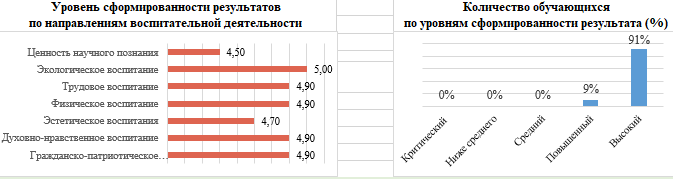 Уровень сформированности результатов
по направлениям воспитательной деятельности
Ценность научного познания
4,50
Экологическое воспитание
5,00
Трудовое воспитание
4,90
Физическое воспитание
4,90
Эстетическое воспитания
4,70
Духовно-нравственное воспитание
4,90
Гражданско-патриотическое...
4,90
Количество обучающихся
по уровням сформированности результата (%)
0%
0%
0%
9%
91%
Критический
Ниже среднего
Средний
Повышенный
Высокий